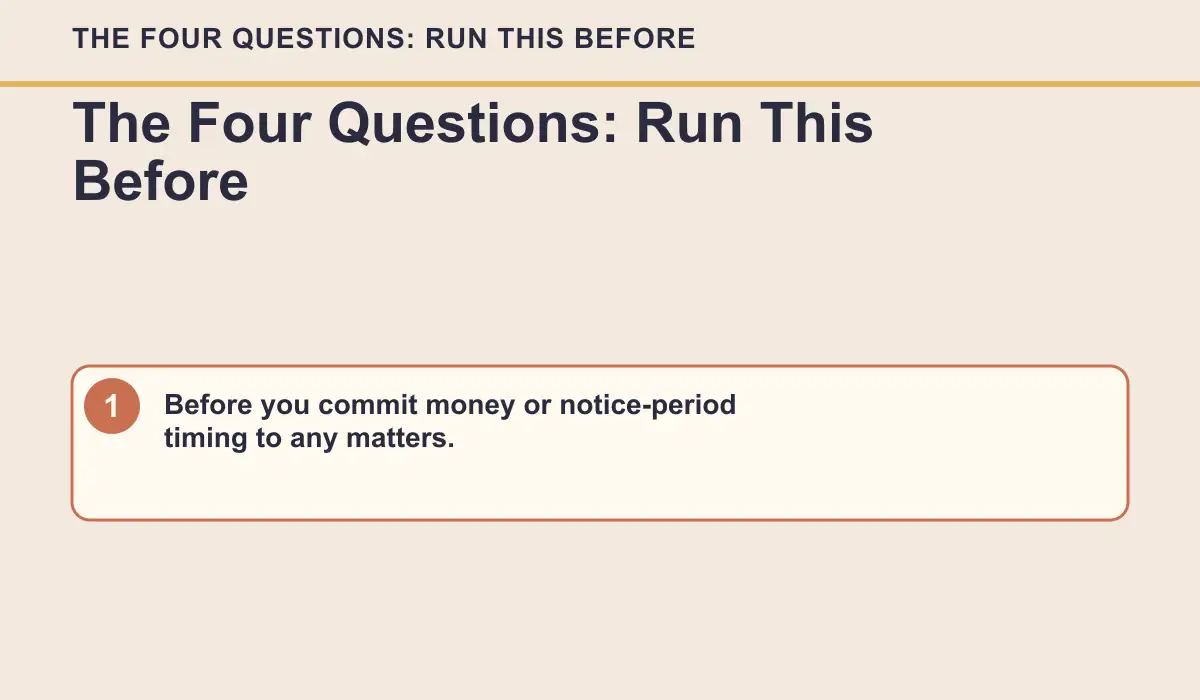 THE FOUR QUESTIONS: RUN THIS BEFORE
The Four Questions: Run This
Before
1
Before you commit money or notice-period
timing to any matters.